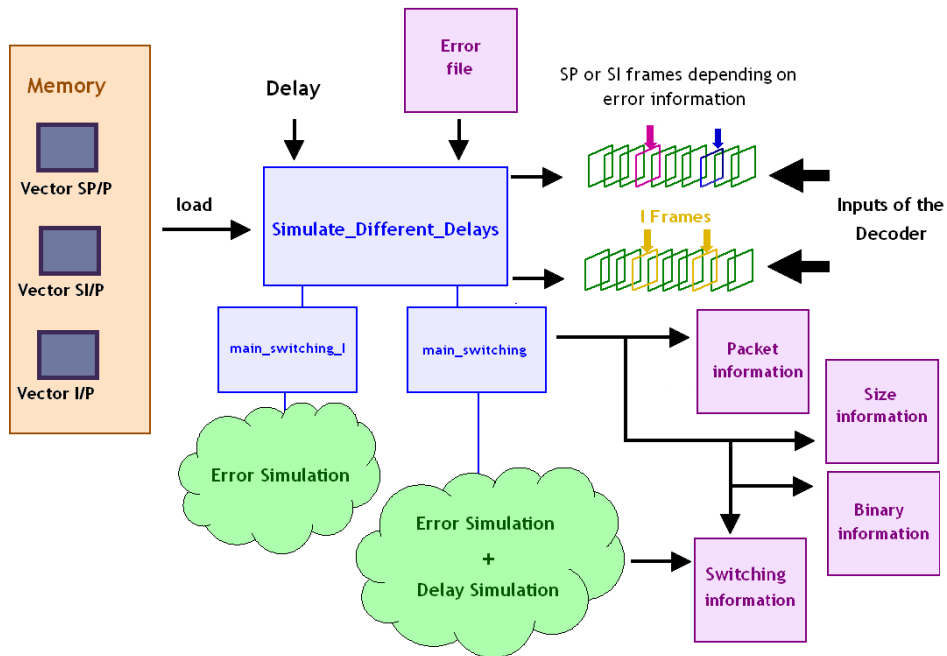 Memory
Vector SP/P
Vector SI/P
Vector I/P
load
Delay
Error
file
SP or SI frames depending on
error information
Simulate_Different_Delays
I Frames
Inputs of the
Decoder
main_switching_I
main_switching
Packet
information
Size
information
Binary
information
Switching
information
Error Simulation
Error Simulation
+
Delay Simulation